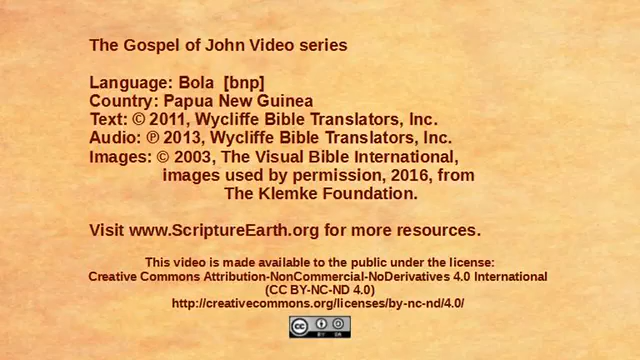 The Gospel of John Video series
Language: Bola [bnp]
Country: Papua New Guinea
Text: © 2011, Wycliffe Bible Translators, Inc.
Audio: ℗ 2013, Wycliffe Bible Translators, Inc.
Images: © 2003, The Visual Bible International,
images used by permission, 2016, from
The Klemke Foundation.
Visit www.ScriptureEarth.org for more resources.
This video is made available to the public under the license:
Creative Commons Attribution-NonCommercial-NoDerivatives 4.0 International
(CC BY-NC-ND 4.0)
http://creativecommons.org/licenses/by-nc-nd/4.0/
cc BY ND